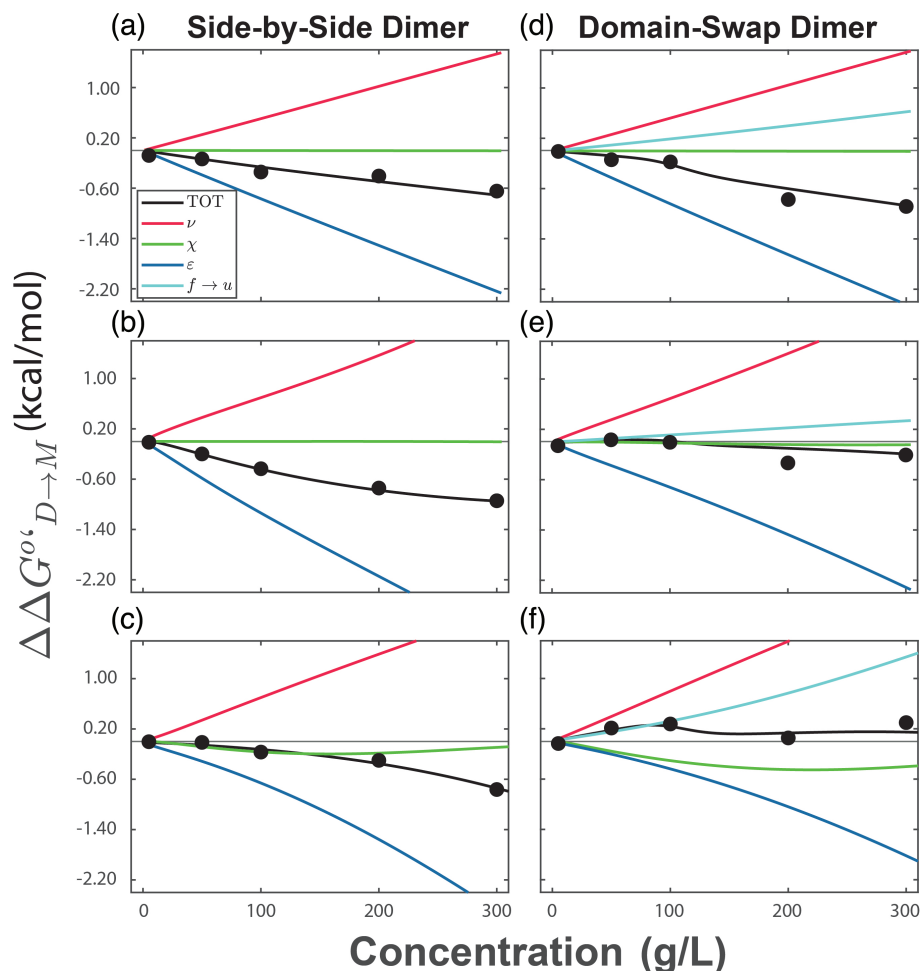 (a) Side-by-Side Dimer
(d) Domain-Swap Dimer
1.00
0.20
-0.60
-1.40
-2.20
TOT
ν
χ
ε
f → u
(b)
(e)
1.00
0.20
-0.60
-1.40
-2.20
(c)
(f)
1.00
0.20
-0.60
-1.40
-2.20
0 100 200 300
0 100 200 300
ΔΔG°‘D→M (kcal/mol)
Concentration (g/L)